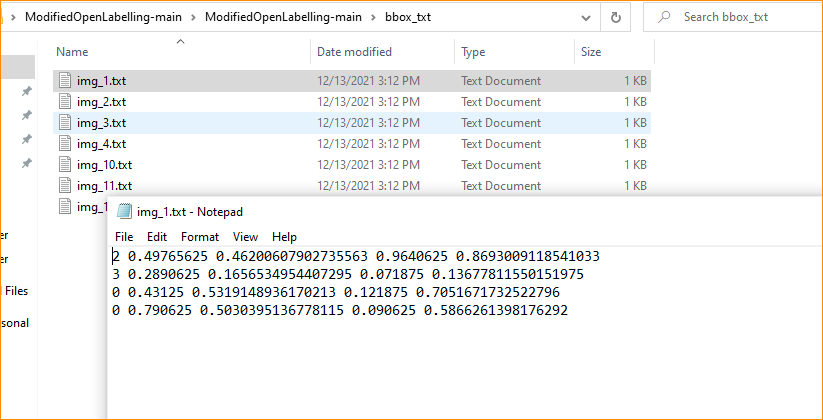 ModifiedOpenLabelling-main > ModifiedOpenLabelling-main > bbox_txt
Search bbox_txt
Name Date modified Type Size
img_1.txt 12/13/2021 3:12 PM Text Document 1 KB
img_2.txt 12/13/2021 3:12 PM Text Document 1 KB
img_3.txt 12/13/2021 3:12 PM Text Document 1 KB
img_4.txt 12/13/2021 3:12 PM Text Document 1 KB
img_10.txt 12/13/2021 3:12 PM Text Document 1 KB
img_11.txt 12/13/2021 3:12 PM Text Document 1 KB
img_1
er
er
Files
sonal
img_1.txt - Notepad
File Edit Format View Help
2 0.49765625 0.46200607902735563 0.9640625 0.8693009118541033
3 0.2890625 0.1656534954407295 0.071875 0.13677811550151975
0 0.43125 0.5319148936170213 0.121875 0.7051671732522796
0 0.790625 0.5030395136778115 0.090625 0.5866261398176292